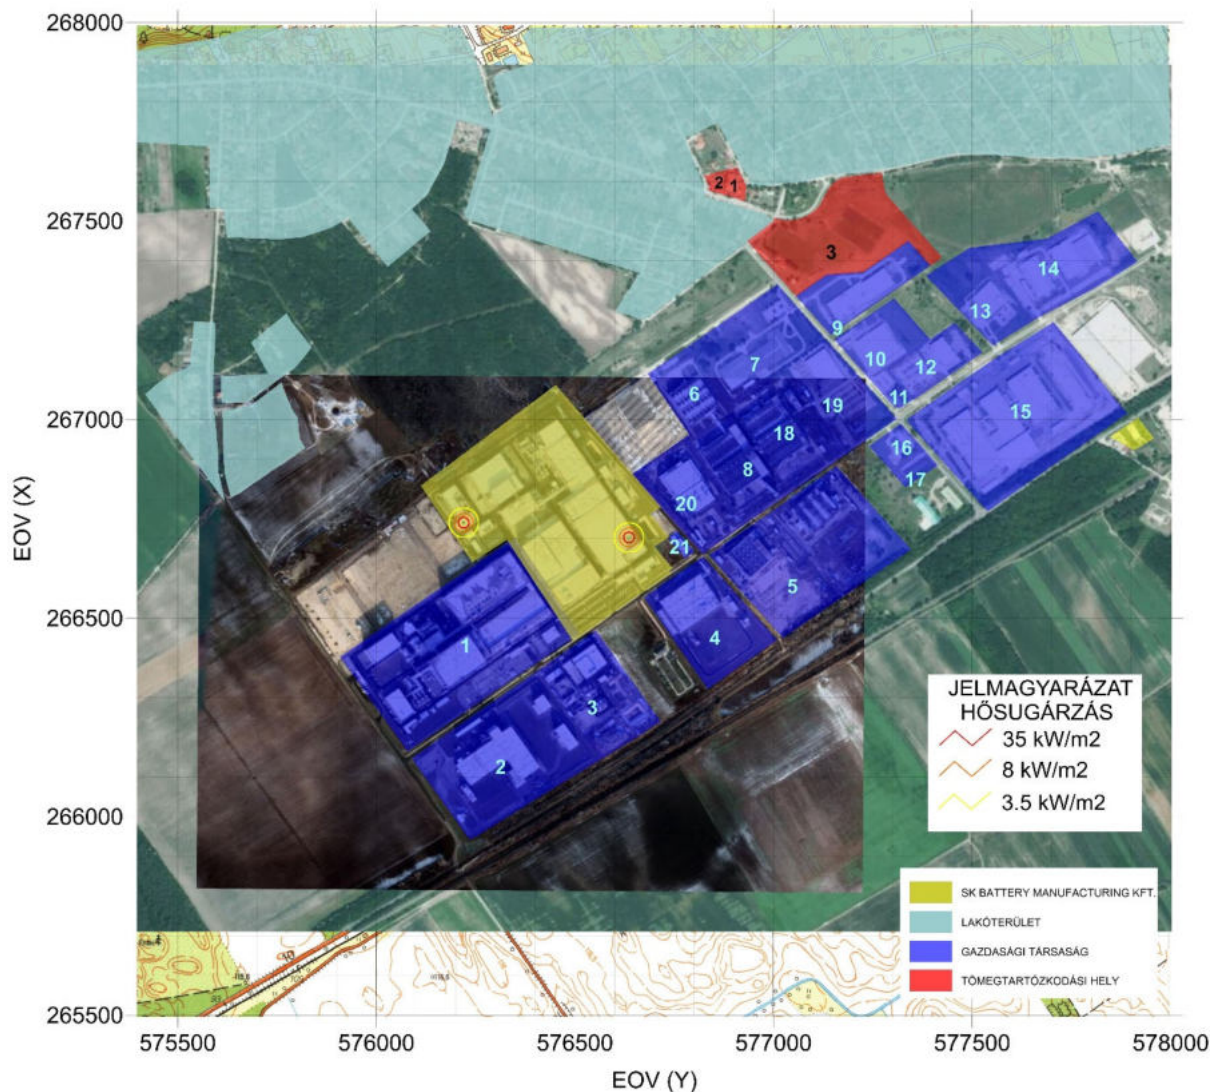 268000
267500
267000
266500
266000
265500
EOV (X)
2 1
3
14
13
9
7
10
12
6
11
19
15
18
16
8
17
20
21
5
1
4
3
2
JELMAGYARÁZAT
HŐSUGÁRZÁS
35 kW/m2
8 kW/m2
3.5 kW/m2
SK BATTERY MANUFACTURING KFT.
LAKÓTERÜLET
GAZDASÁGI TÁRSASÁG
TÖMEGTARTÓZKODÁSI HELY
575500 576000 576500 577000 577500 578000
EOV (Y)